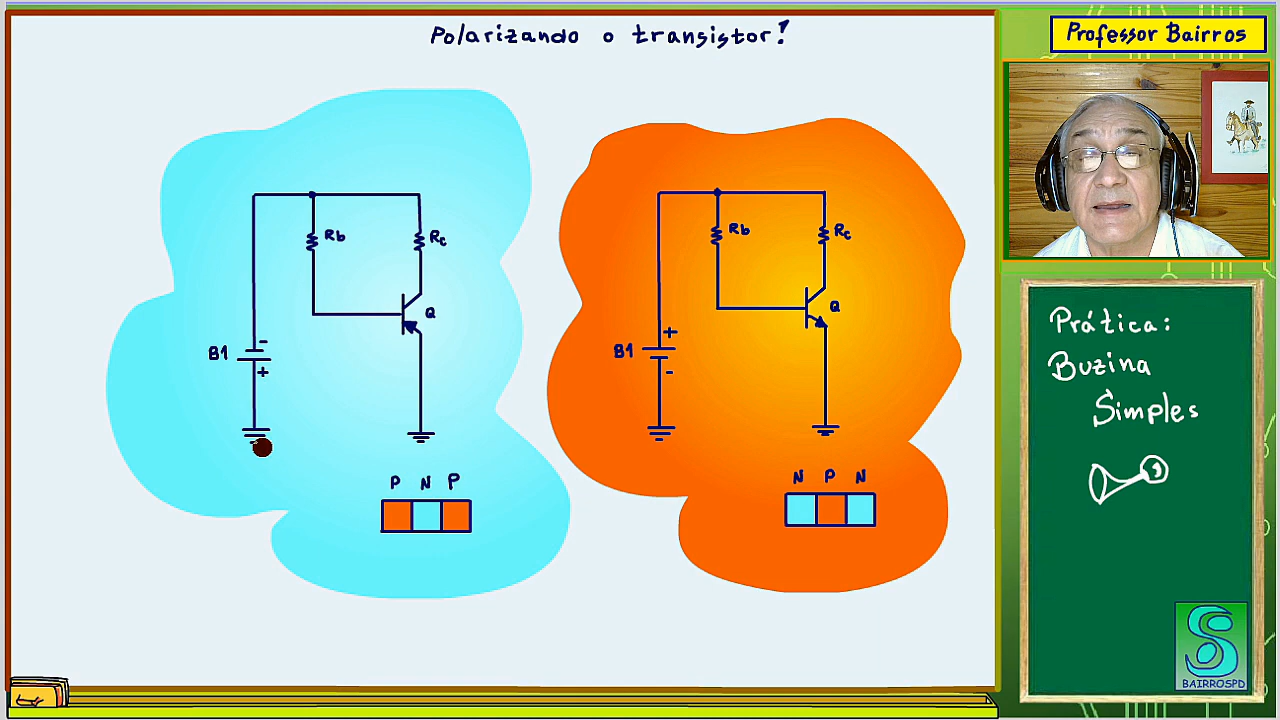 Polarizando o transistor!
Professor Bairros
Rb
Rc
Q
B1
-
+
P N P
Rb
Rc
Q
B1
+
-
N P N
Prática:
Buzina
Simples
BAIRROSPD